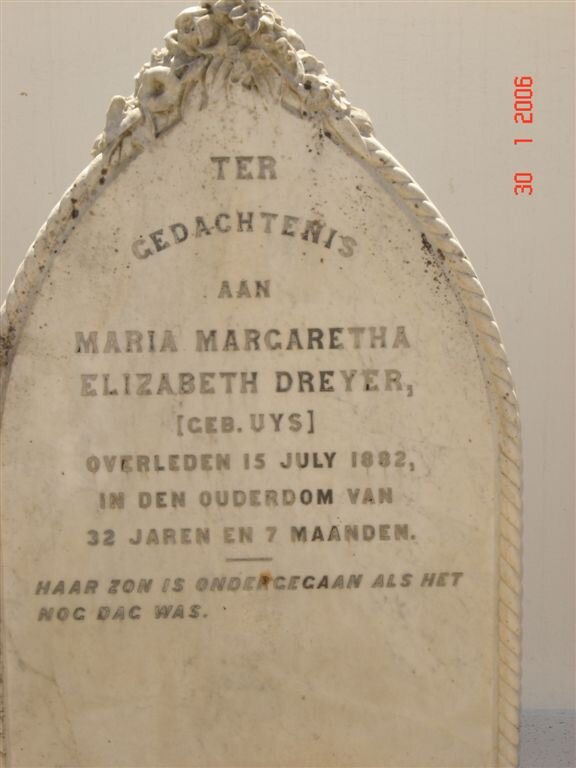 TER
GEDACHTENIS
AAN
MARIA MARGARETHA
ELIZABETH DREYER,
[GEB. UYS]
OVERLEDEN 15 JULY 1882,
IN DEN OUDERDOM VAN
32 JAREN EN 7 MAANDEN.
HAAR ZON IS ONDERGEGAAN ALS HET
NOG DAG WAS.
30 1 2006